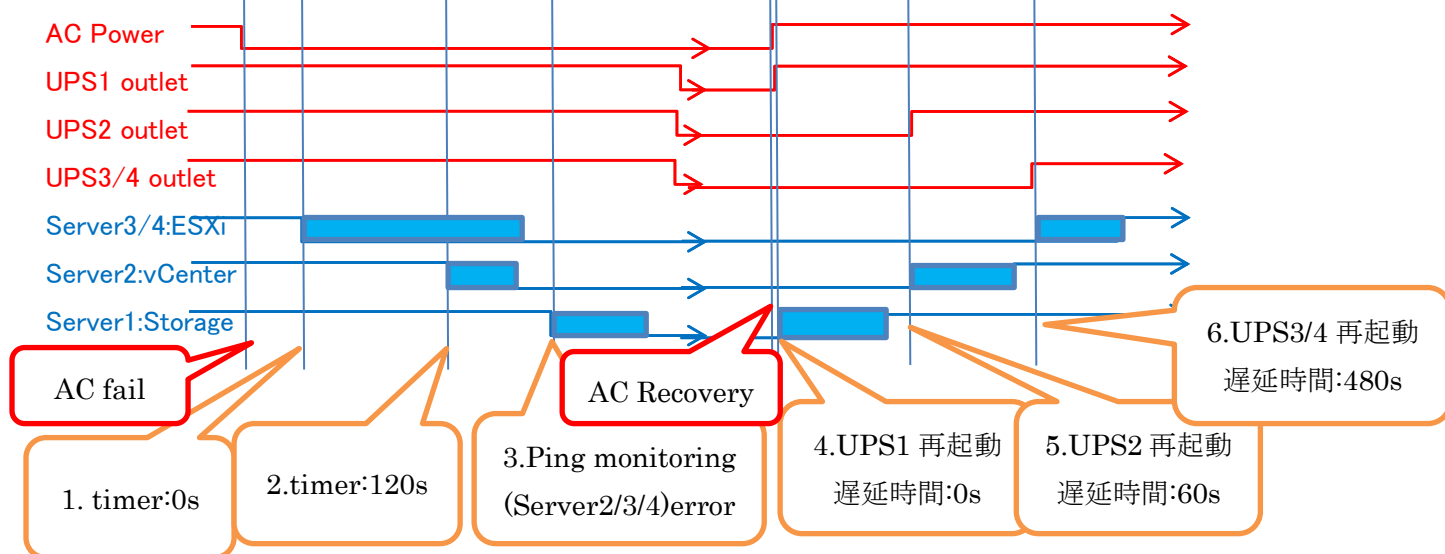 AC Power
UPS1 outlet
UPS2 outlet
UPS3/4 outlet
Server3/4:ESXi
Server2:vCenter
Server1:Storage
AC fail
AC Recovery
1. timer:0s
2.timer:120s
3.Ping monitoring
(Server2/3/4)error
4.UPS1 再起動
遅延時間:0s
5.UPS2 再起動
遅延時間:60s
6.UPS3/4 再起動
遅延時間:480s